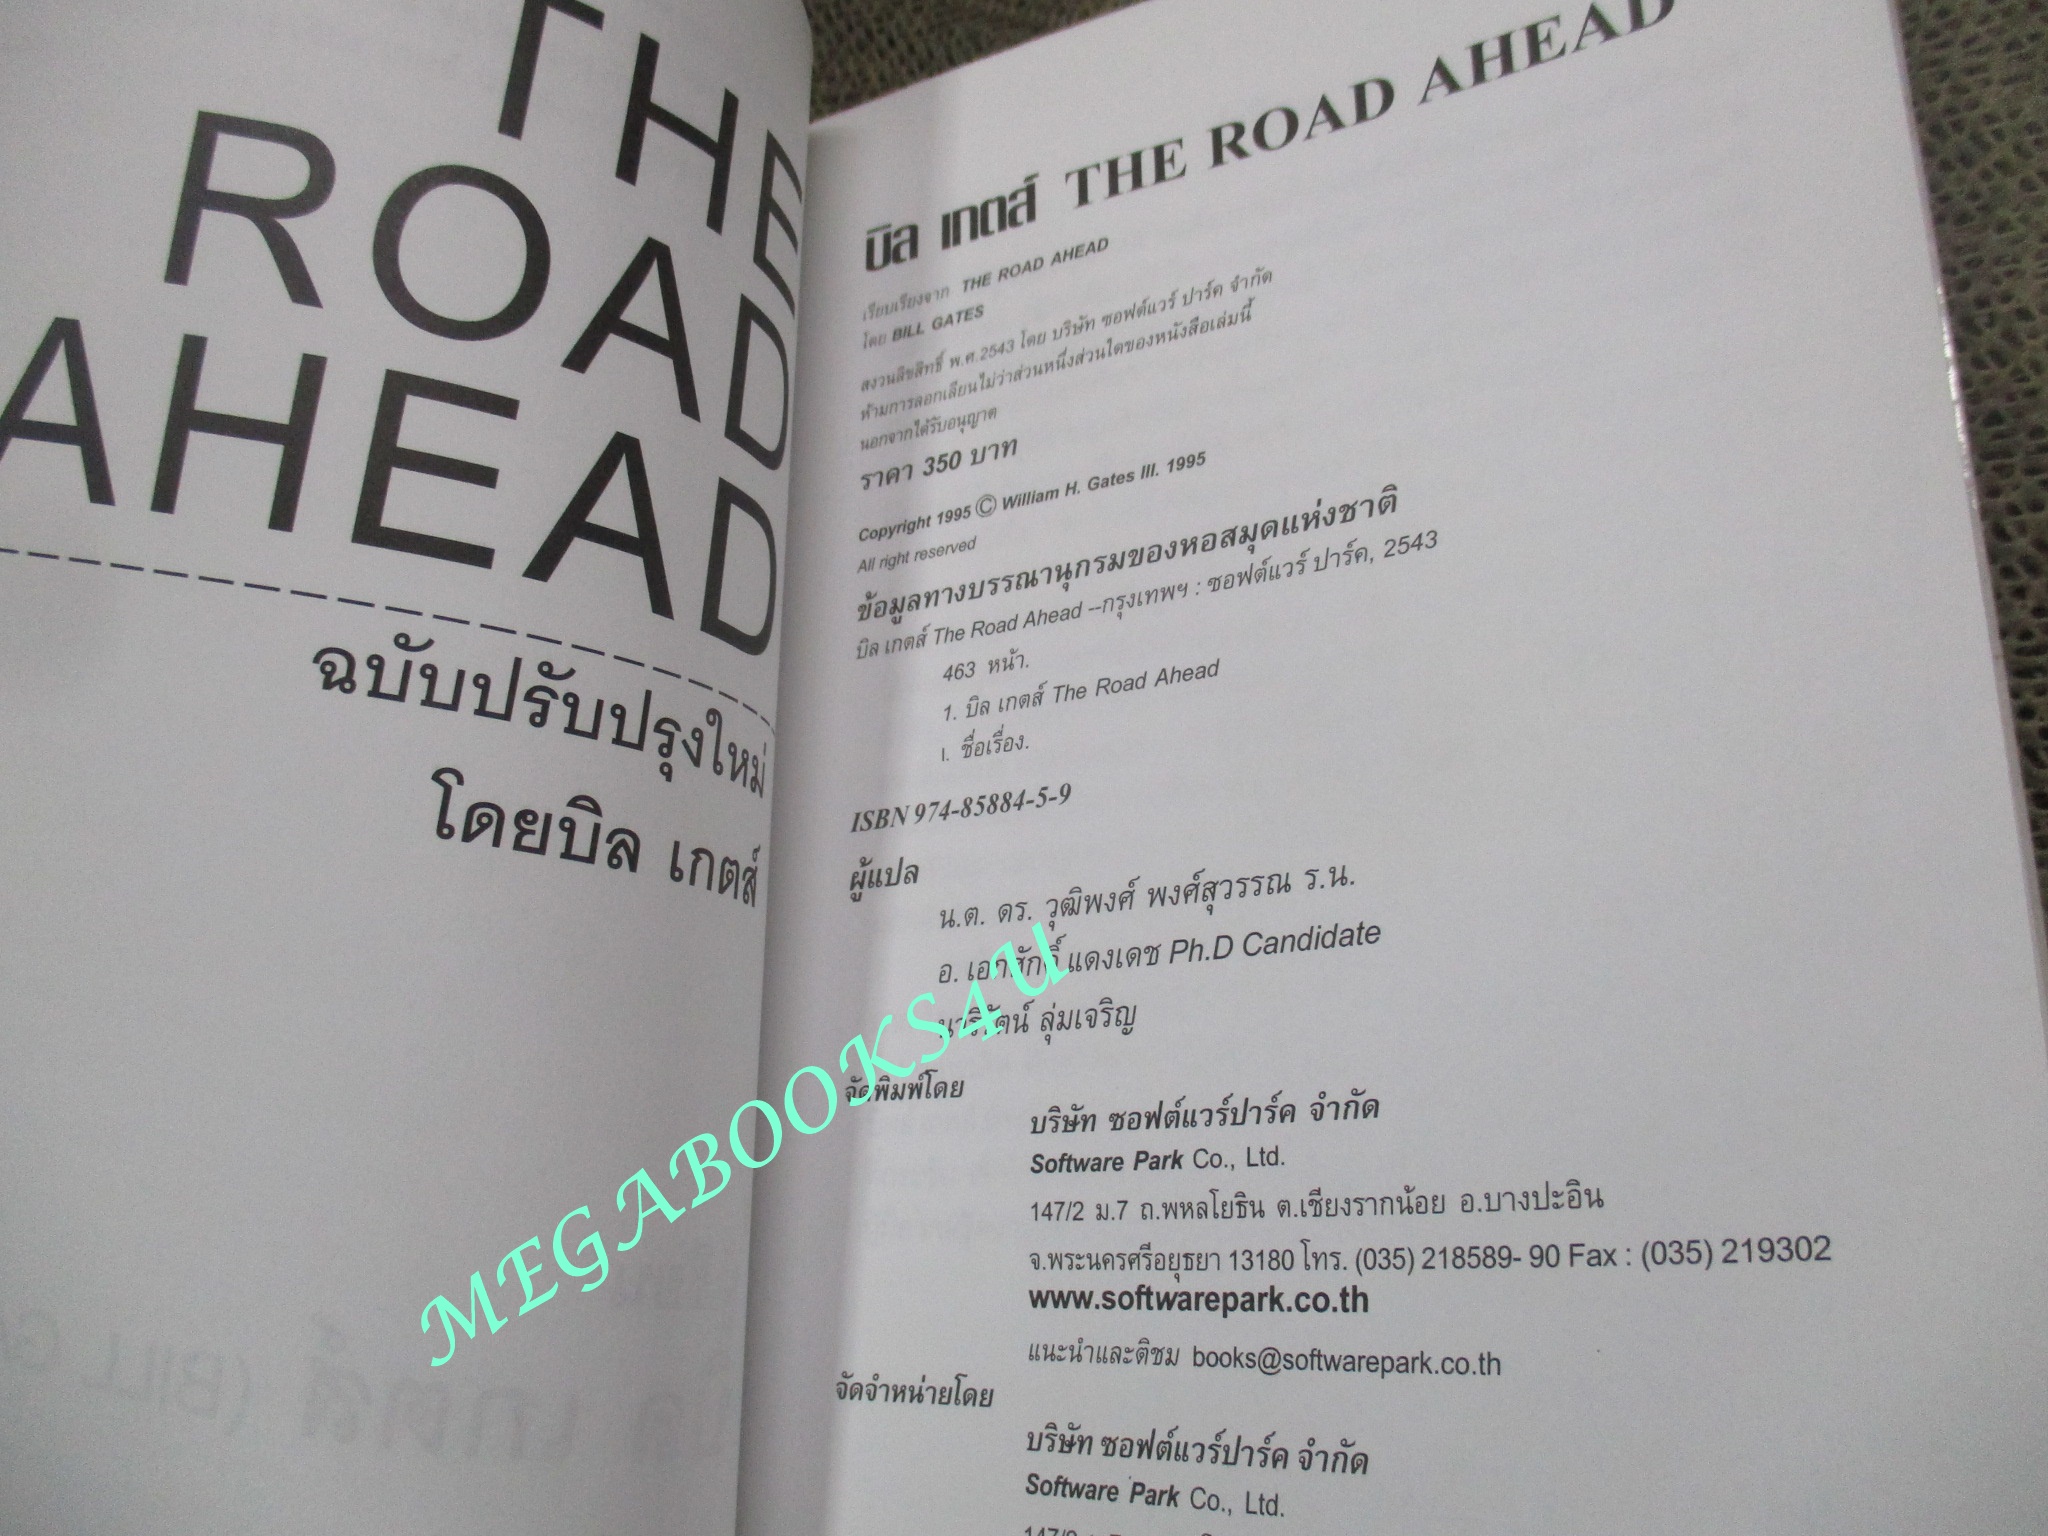 THE
ROAD
AHEAD
ฉบับปรับปรุงใหม่
โดยบิล เกตส์
บิล เกตส์ THE ROAD AHEAD
เรียบเรียงจาก THE ROAD AHEAD
โดย BILL GATES
สงวนลิขสิทธิ์ พ.ศ.2543 โดย บริษัท ซอฟต์แวร์ ปาร์ค จำกัด
ห้ามการลอกเลียนไม่ว่าส่วนหนึ่งส่วนใดของหนังสือเล่มนี้
นอกจากได้รับอนุญาต
ราคา 350 บาท
Copyright 1995 © William H. Gates III. 1995
All right reserved
ข้อมูลทางบรรณานุกรมของหอสมุดแห่งชาติ
บิล เกตส์ The Road Ahead --กรุงเทพฯ : ซอฟต์แวร์ ปาร์ค, 2543
463 หน้า.
1. บิล เกตส์ The Road Ahead
I. ชื่อเรื่อง.
ISBN 974-85884-5-9
ผู้แปล
น.ต. ดร. วุฒิพงศ์ พงศ์สุวรรณ ร.น.
อ. เอกศักดิ์ แดงเดช Ph.D Candidate
ลุ่มเจริญ
จัดพิมพ์โดย
บริษัท ซอฟต์แวร์ปาร์ค จำกัด
Software Park Co., Ltd.
147/2 ม.7 ถ.พหลโยธิน ต.เชียงรากน้อย อ.บางปะอิน
จ.พระนครศรีอยุธยา 13180 โทร. (035) 218589- 90 Fax : (035) 219302
www.softwarepark.co.th
แนะนำและติชม books@softwarepark.co.th
จัดจำหน่ายโดย
บริษัท ซอฟต์แวร์ปาร์ค จำกัด
Software Park Co., Ltd.
MEGABOOKS4U